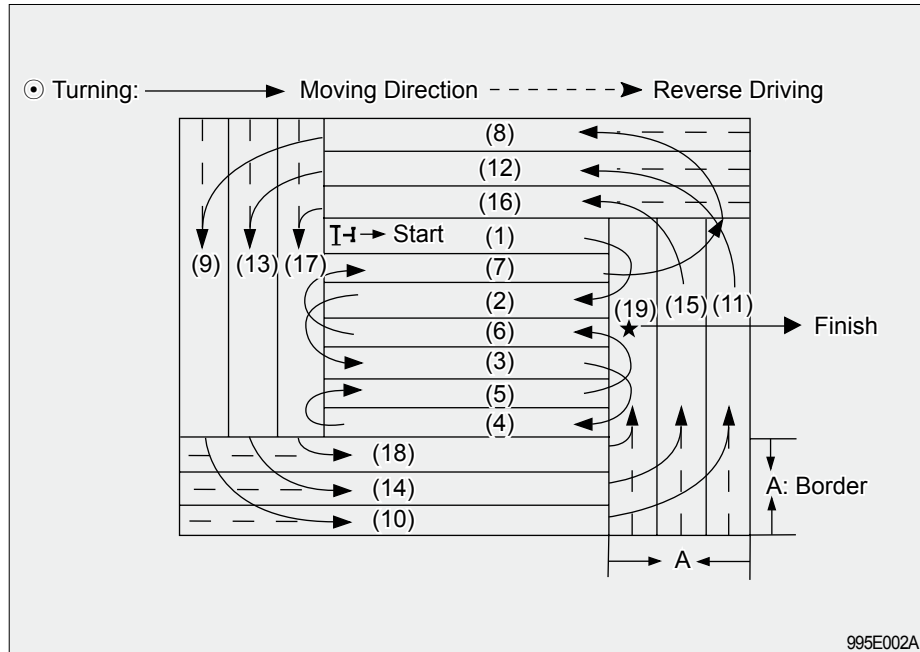 Turning: Moving Direction Reverse Driving
(8)
(12)
(16)
Start (1)
(9) (13) (17)
(7)
(2)
(19) (15) (11)
(6)
Finish
(3)
(5)
(4)
(18)
(14)
A: Border
(10)
A
995E002A